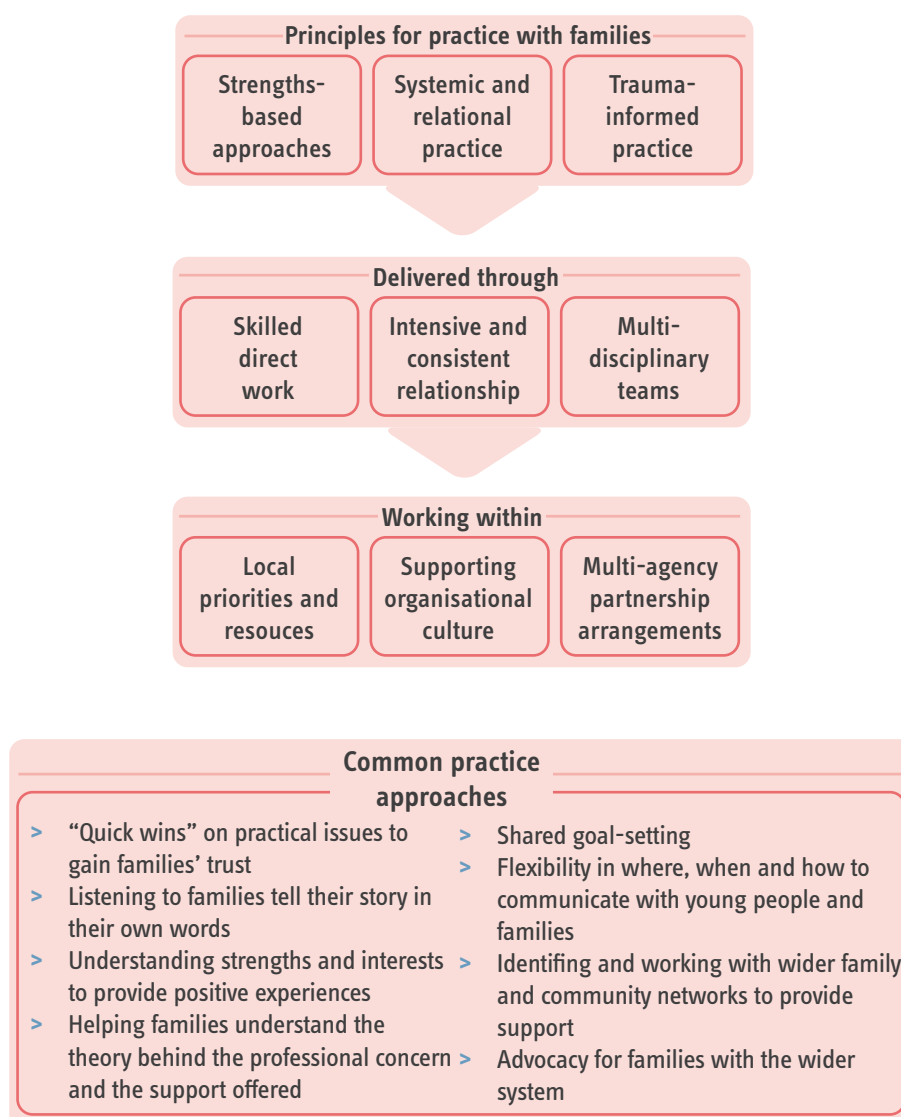 Principles for practice with families
Strengths-
based
approaches
Systemic and
relational
practice
Trauma-
informed
practice
Delivered through
Skilled
direct
work
Intensive and
consistent
relationship
Multi-
disciplinary
teams
Working within
Local
priorities and
resouces
Supporting
organisational
culture
Multi-agency
partnership
arrangements
Common practice
approaches
> “Quick wins” on practical issues to
gain families’ trust
> Listening to families tell their story in
their own words
> Understanding strengths and interests
to provide positive experiences
> Helping families understand the
theory behind the professional concern
and the support offered
> Shared goal-setting
> Flexibility in where, when and how to
communicate with young people and
families
> Identifing and working with wider family
and community networks to provide
support
> Advocacy for families with the wider
system